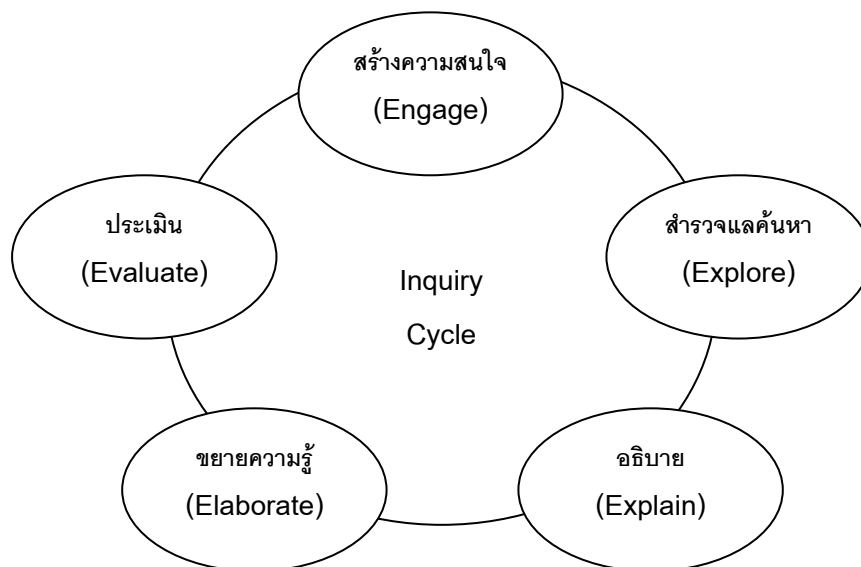 สร้างความสนใจ
(Engage)
ประเมิน
(Evaluate)
สำรวจแลค้นหา
(Explore)
Inquiry
Cycle
ขยายความรู้
(Elaborate)
อธิบาย
(Explain)